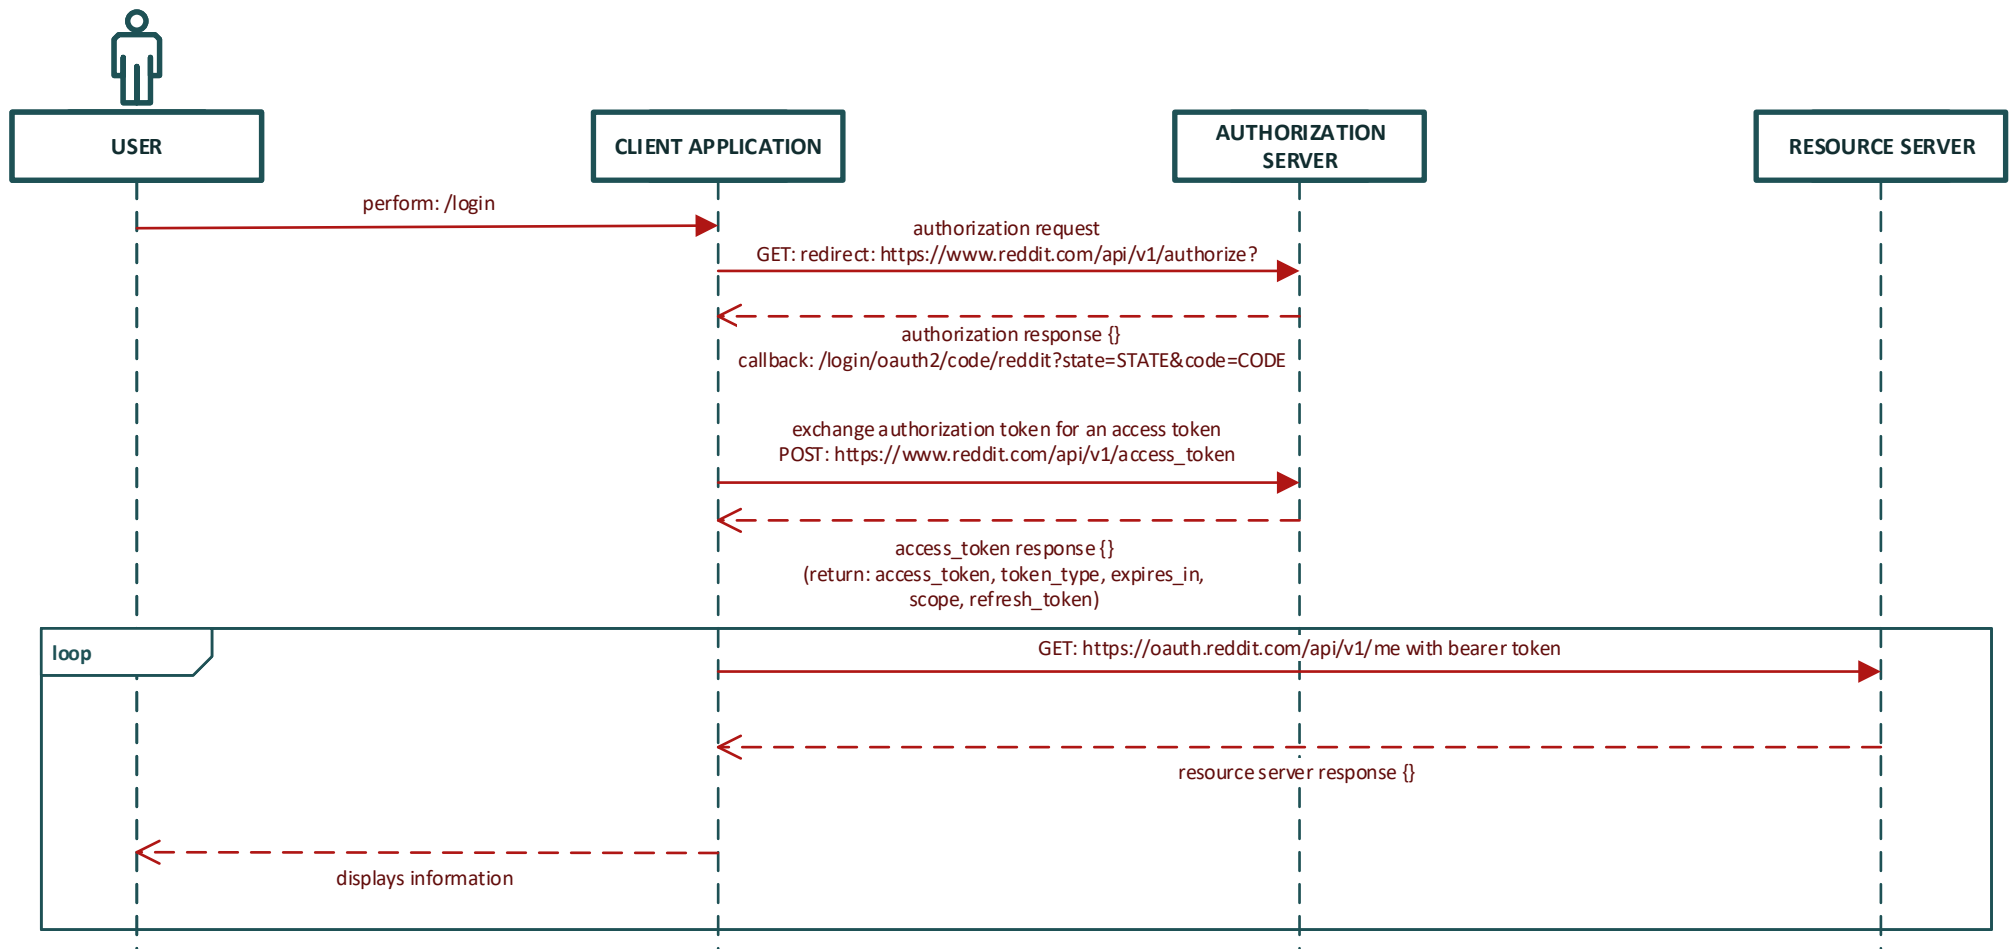 USER
CLIENT APPLICATION
AUTHORIZATION
SERVER
RESOURCE SERVER
perform: /login
authorization request
GET: redirect: https://www.reddit.com/api/v1/authorize?
authorization response {}
callback: /login/oauth2/code/reddit?state=STATE&code=CODE
exchange authorization token for an access token
POST: https://www.reddit.com/api/v1/access_token
access_token response {}
(return: access_token, token_type, expires_in,
scope, refresh_token)
loop
GET: https://oauth.reddit.com/api/v1/me with bearer token
resource server response {}
displays information